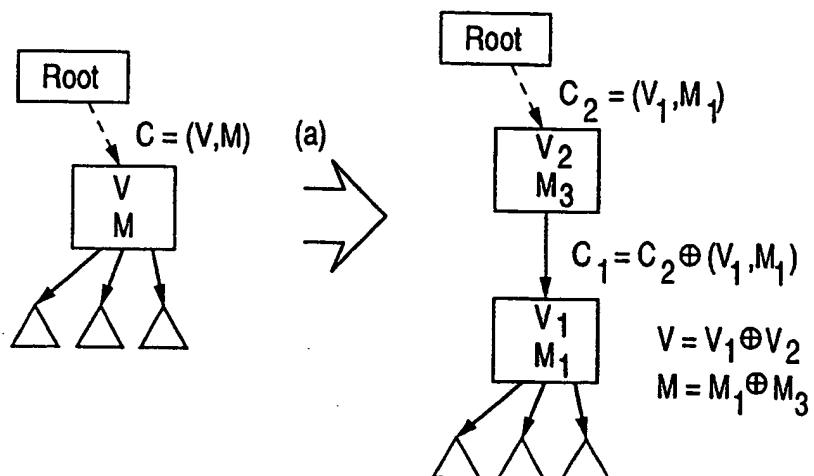 Root
C = (V,M)
(a)
V
M
Root
C₂ = (V₁,M₁)
V₂
M₃
C₁ = C₂ ⊕ (V₁,M₁)
V₁
M₁
V = V₁⊕V₂
M = M₁⊕M₃